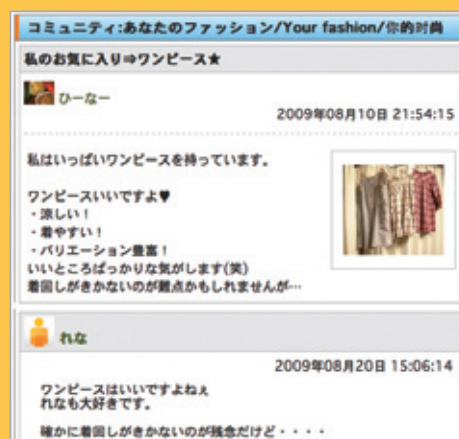 コミュニティ:あなたのファッション/Your fashion/你的时尚
私のお気に入り⇒ワンピース★
ひーなー
2009年08月10日 21:54:15
私はいっぱいワンピースを持っています。
ワンピースいいですよ♥
・涼しい！
・着やすい！
・バリエーション豊富！
いいところばっかりな気がします(笑)
着回しがきかないのが難点かもしれませんが…
れな
2009年08月20日 15:06:14
ワンピースはいいですよねぇ
れなも大好きです。
確かに着回しがきかないのが残念だけど・・・・